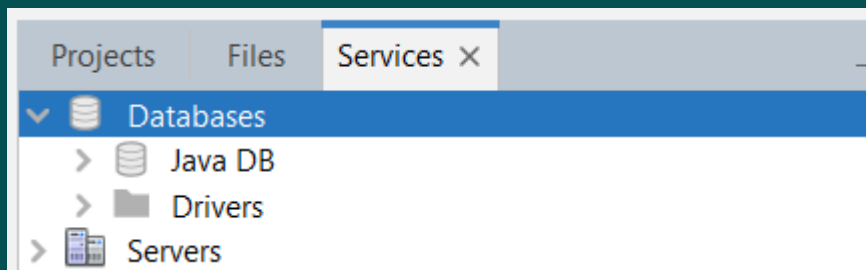 Projects Files Services
Databases
Java DB
Drivers
Servers